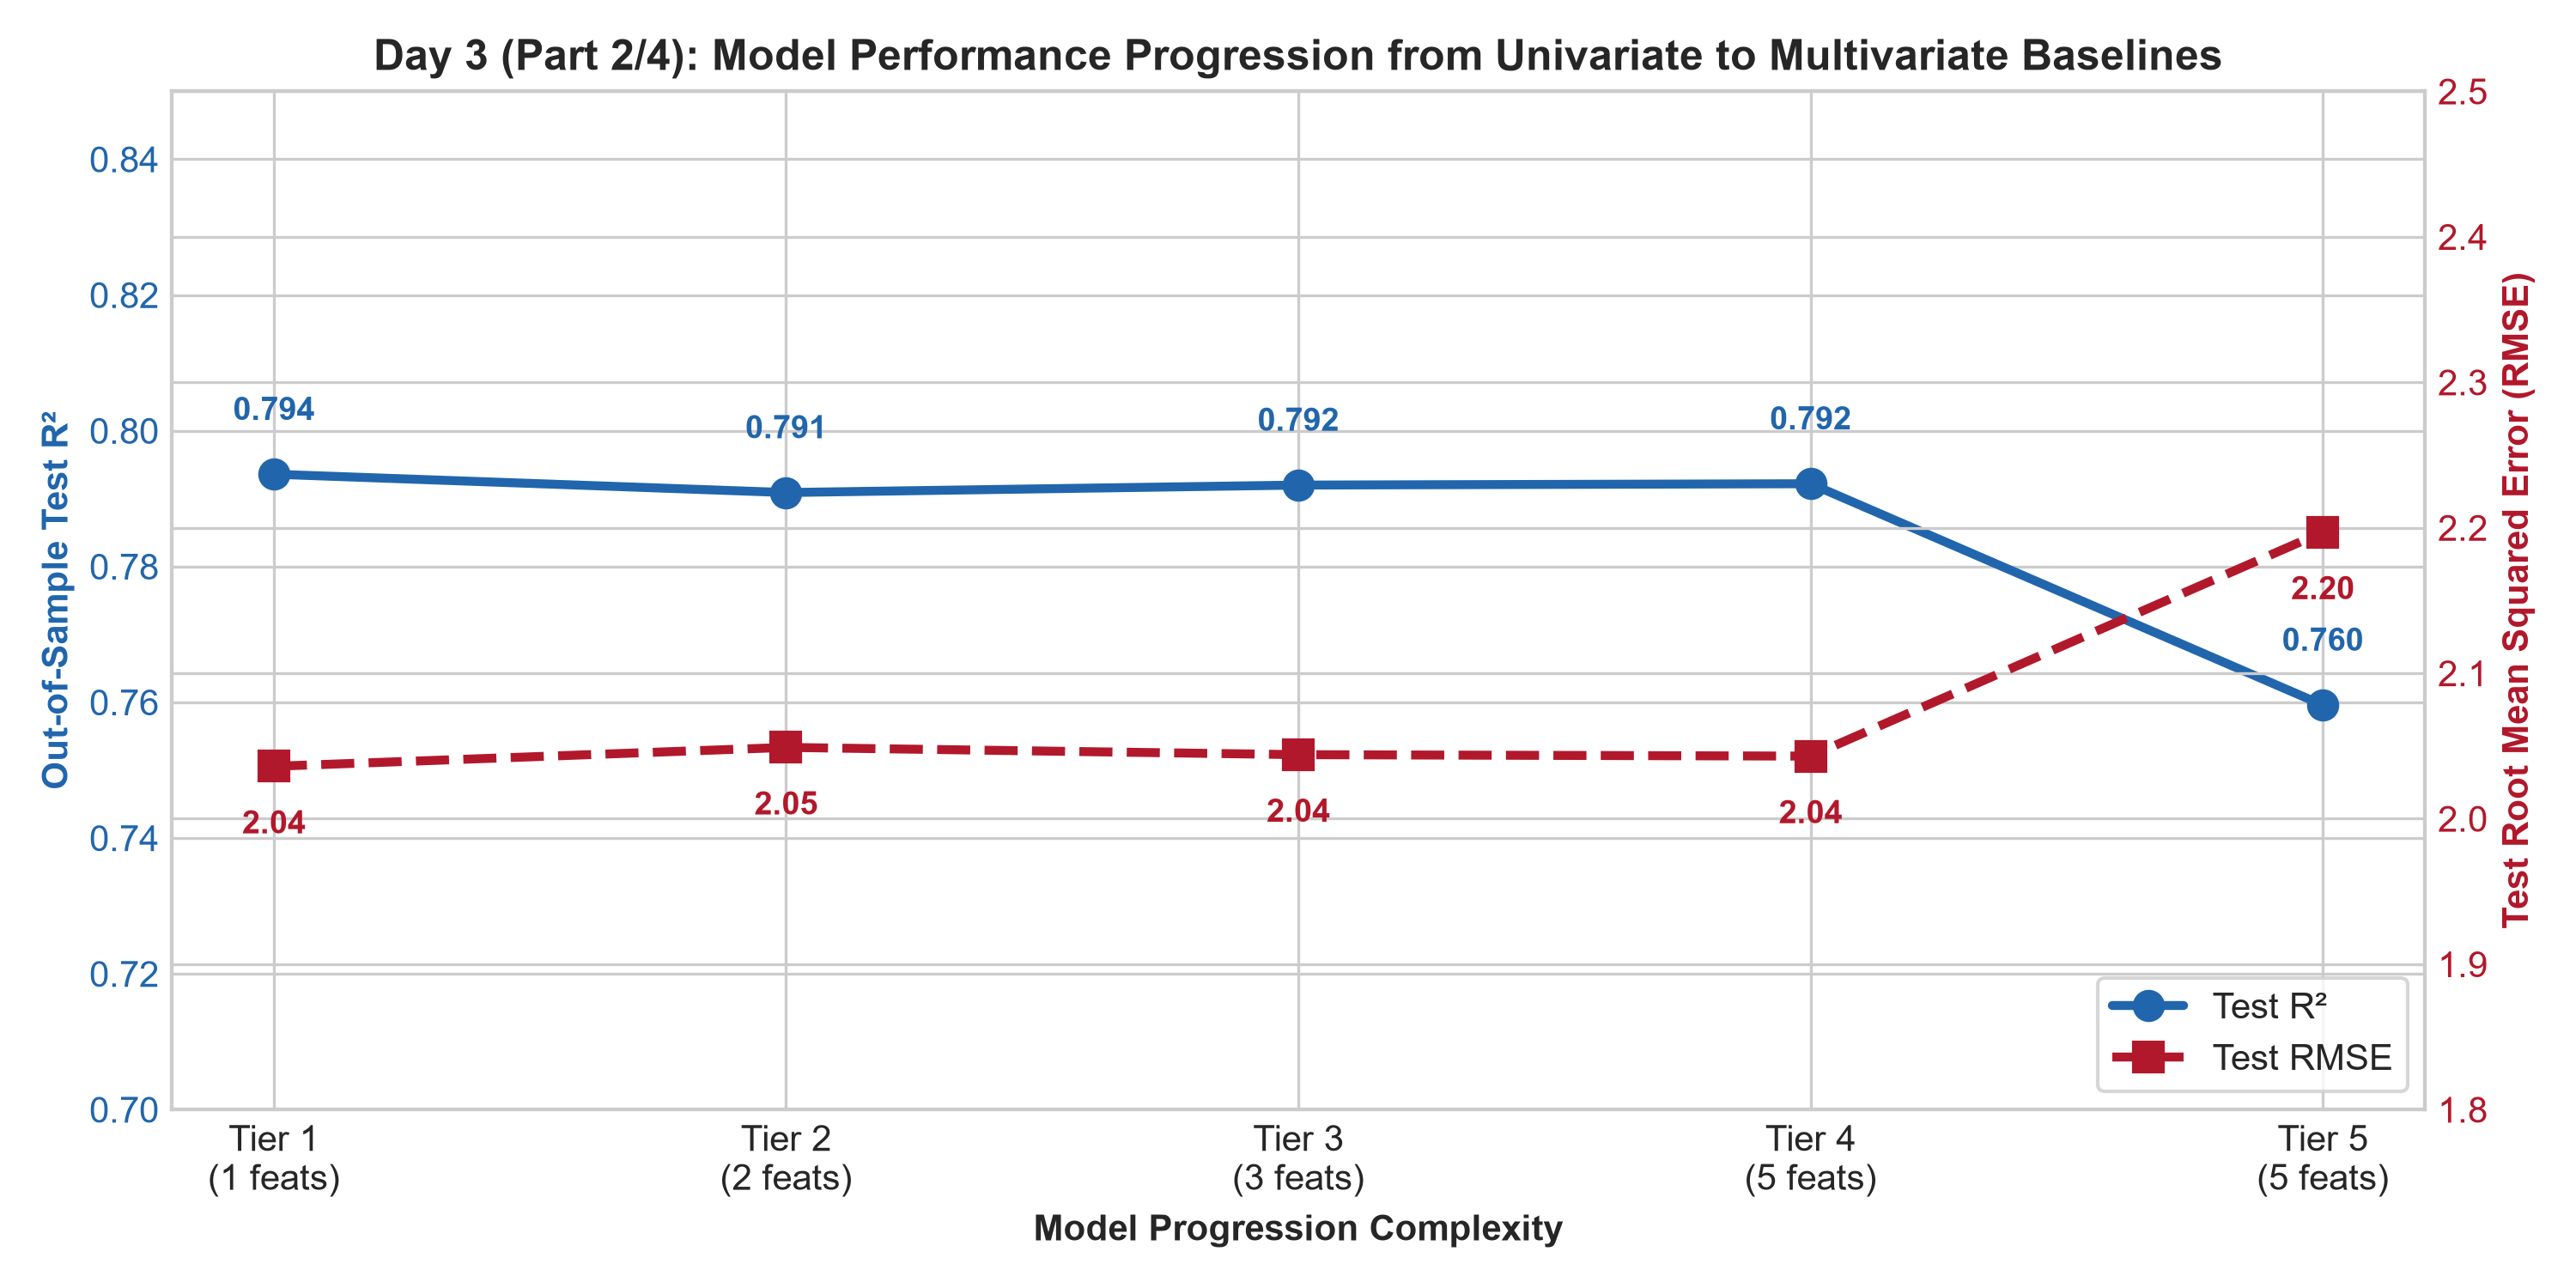 Day 3 (Part 2/4): Model Performance Progression from Univariate to Multivariate Baselines
Out-of-Sample Test R²
0.84
0.82
0.80
0.78
0.76
0.74
0.72
0.70
0.794
0.791
0.792
0.792
0.760
2.04
2.05
2.04
2.04
2.20
2.5
2.4
2.3
2.2
2.1
2.0
1.9
1.8
Test Root Mean Squared Error (RMSE)
Test R²
Test RMSE
Tier 1
(1 feats)
Tier 2
(2 feats)
Tier 3
(3 feats)
Tier 4
(5 feats)
Tier 5
(5 feats)
Model Progression Complexity